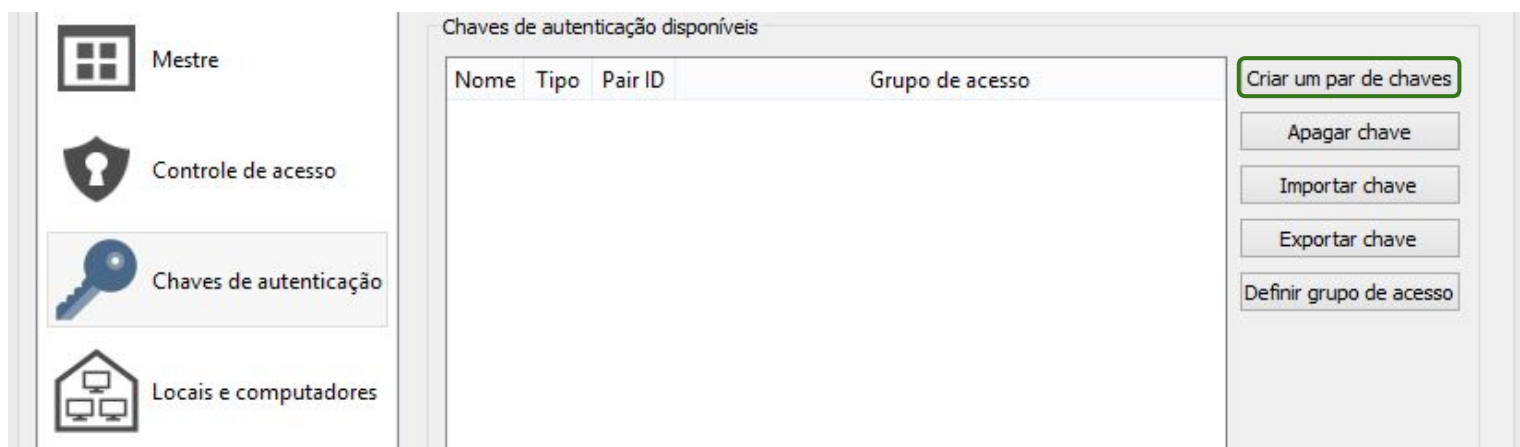 Mestre
Controle de acesso
Chaves de autenticação
Locais e computadores
Chaves de autenticação disponíveis
Nome Tipo Pair ID Grupo de acesso
Criar um par de chaves
Apagar chave
Importar chave
Exportar chave
Definir grupo de acesso